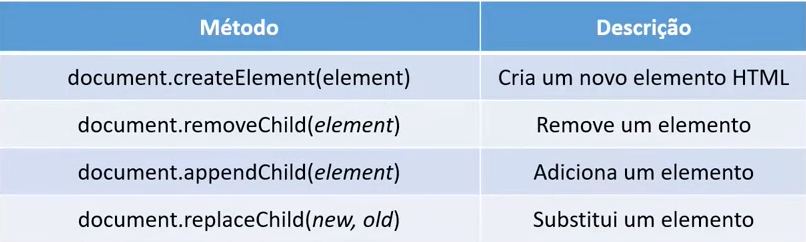 Método Descrição
document.createElement(element) Cria um novo elemento HTML
document.removeChild(element) Remove um elemento
document.appendChild(element) Adiciona um elemento
document.replaceChild(new, old) Substitui um elemento